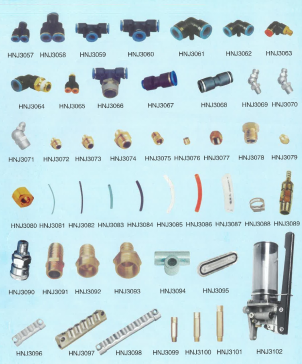 HNJ3057 HNJ3058 HNJ3059 HNJ3060 HNJ3061 HNJ3062 HNJ3063
HNJ3064 HNJ3065 HNJ3066 HNJ3067 HNJ3068 HNJ3069 HNJ3070
HNJ3071 HNJ3072 HNJ3073 HNJ3074 HNJ3075 HNJ3076 HNJ3077 HNJ3078 HNJ3079
HNJ3080 HNJ3081 HNJ3082 HNJ3083 HNJ3084 HNJ3085 HNJ3086 HNJ3087 HNJ3088 HNJ3089
HNJ3090 HNJ3091 HNJ3092 HNJ3093 HNJ3094 HNJ3095
HNJ3096 HNJ3097 HNJ3098 HNJ3099 HNJ3100 HNJ3101 HNJ3102